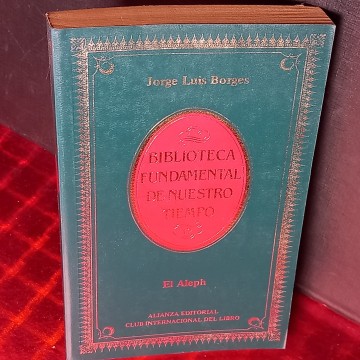 Jorge Luis Borges
BIBLIOTECA
FUNDAMENTAL
DE NUESTRO
TIEMPO
El Aleph
ALIANZA EDITORIAL
CLUB INTERNACIONAL DEL LIBRO